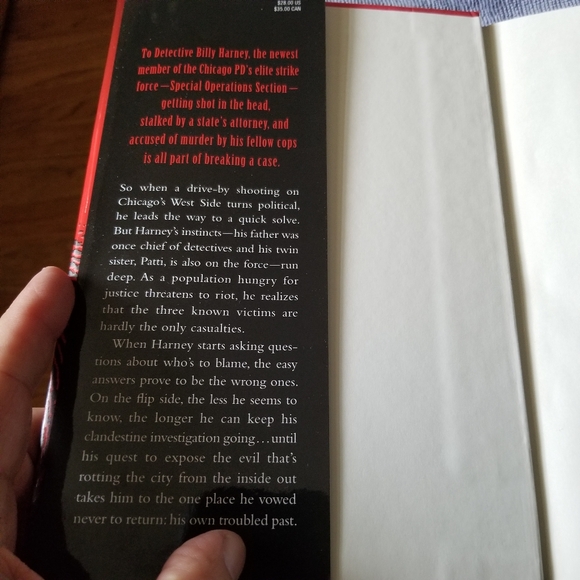 $28.00 US
$35.00 CAN
To Detective Billy Harney, the newest
member of the Chicago PD's elite strike
force—Special Operations Section—
getting shot in the head,
stalked by a state's attorney, and
accused of murder by his fellow cops
is all part of breaking a case.
So when a drive-by shooting on
Chicago's West Side turns political,
he leads the way to a quick solve.
But Harney's instincts—his father was
once chief of detectives and his twin
sister, Patti, is also on the force—run
deep. As a population hungry for
justice threatens to riot, he realizes
that the three known victims are
hardly the only casualties.
When Harney starts asking ques-
tions about who's to blame, the easy
answers prove to be the wrong ones.
On the flip side, the less he seems to
know, the longer he can keep his
clandestine investigation going...until
his quest to expose the evil that's
rotting the city from the inside out
takes him to the one place he vowed
never to return: his own troubled past.